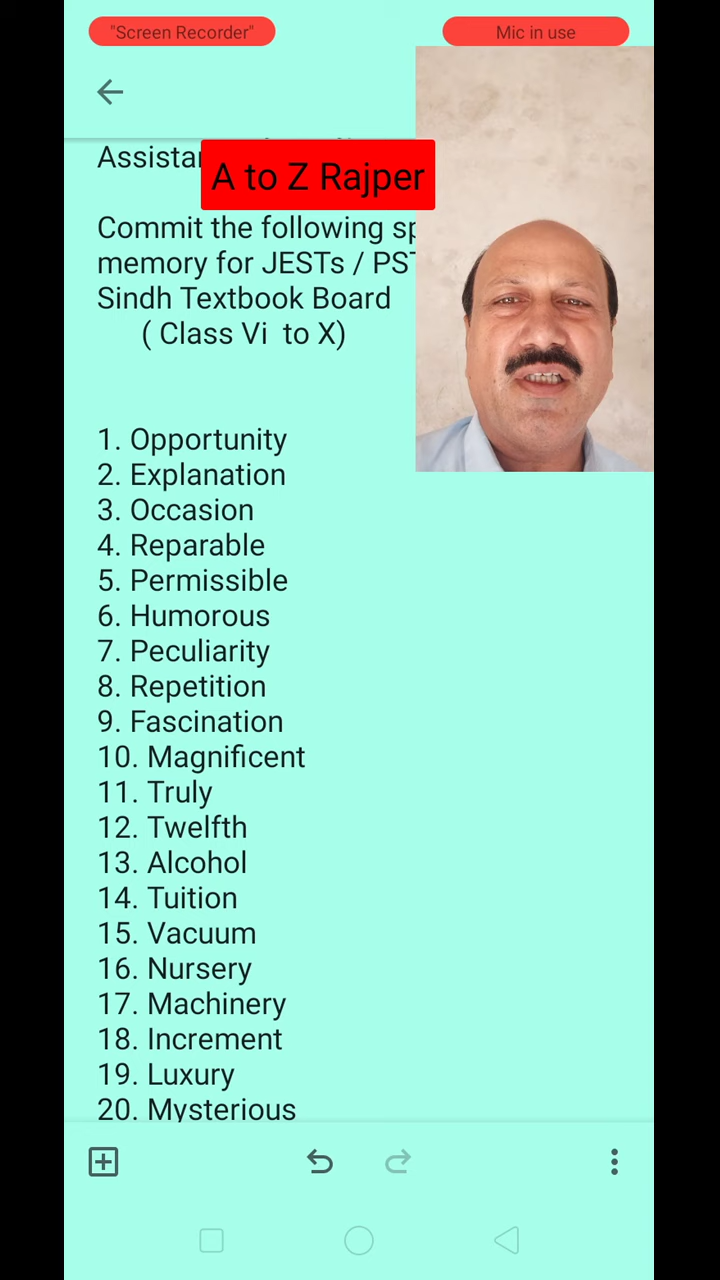 "Screen Recorder"
Mic in use
A to Z Rajper
Commit the following
memory for JESTs /
Sindh Textbook Board
( Class Vi to X)
1. Opportunity
2. Explanation
3. Occasion
4. Reparable
5. Permissible
6. Humorous
7. Peculiarity
8. Repetition
9. Fascination
10. Magnificent
11. Truly
12. Twelfth
13. Alcohol
14. Tuition
15. Vacuum
16. Nursery
17. Machinery
18. Increment
19. Luxury
20. Mysterious